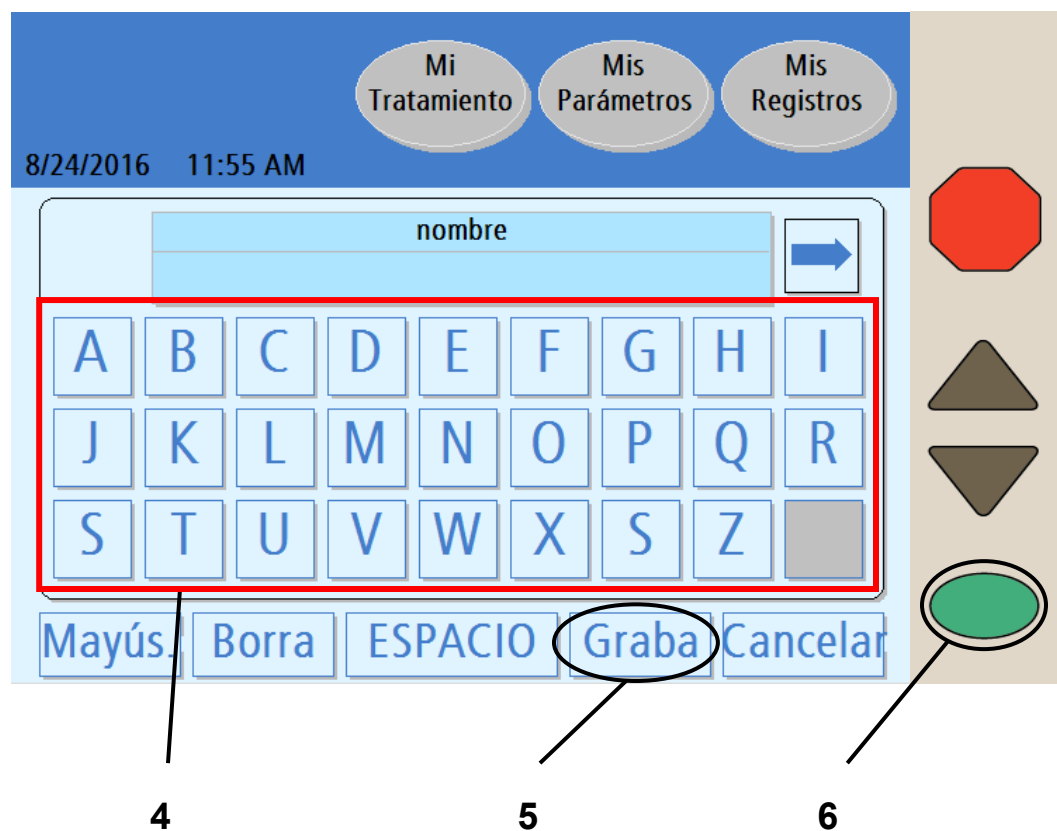 Mi Tratamiento
Mis Parámetros
Mis Registros
8/24/2016 11:55 AM
nombre
A B C D E F G H I
J K L M N O P Q R
S T U V W X S Z
Mayús. Borra ESPACIO Graba Cancelar
4 5 6